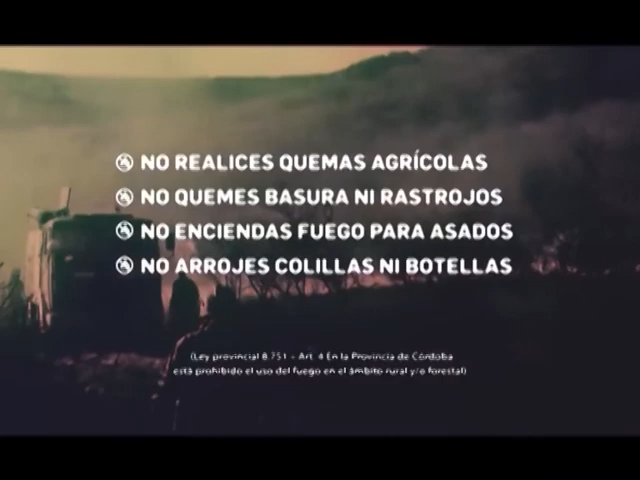 NO REALICES QUEMAS AGRÍCOLAS
NO QUEMES BASURA NI RASTROJOS
NO ENCIENDAS FUEGO PARA ASADOS
NO ARROJES COLILLAS NI BOTELLAS
(Ley provincial 8.751 - Art. 4 En la Provincia de Córdoba
está prohibido el uso del fuego en el ámbito rural y/o forestal)